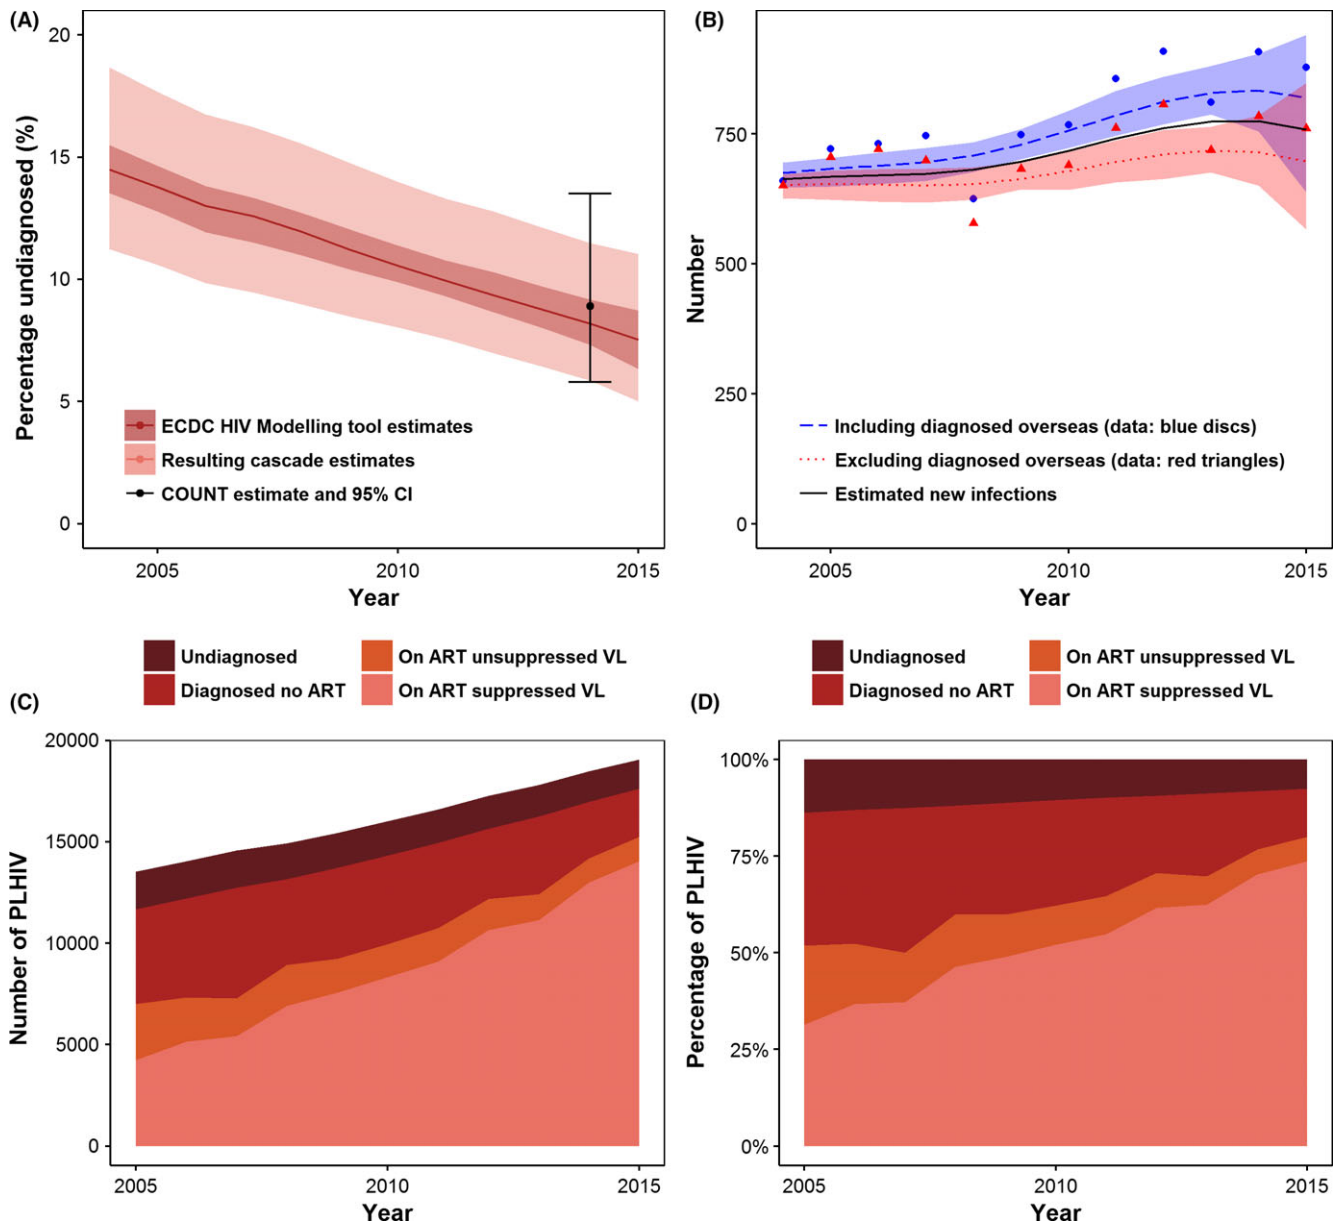 (A)
Percentage undiagnosed (%)
20
15
10
5
0
ECDC HIV Modelling tool estimates
Resulting cascade estimates
COUNT estimate and 95% CI
2005 2010 2015
Year
(B)
Number
750
500
250
0
Including diagnosed overseas (data: blue discs)
Excluding diagnosed overseas (data: red triangles)
Estimated new infections
2005 2010 2015
Year
(C)
Undiagnosed On ART unsuppressed VL
Diagnosed no ART On ART suppressed VL
Number of PLHIV
20000
15000
10000
5000
0
2005 2010 2015
Year
(D)
Undiagnosed On ART unsuppressed VL
Diagnosed no ART On ART suppressed VL
Percentage of PLHIV
100%
75%
50%
25%
0%
2005 2010 2015
Year